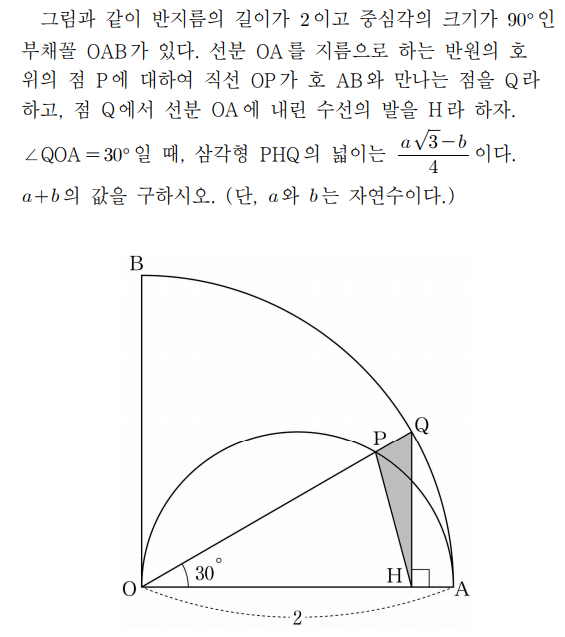 그림과 같이 반지름의 길이가 2이고 중심각의 크기가 90°인
부채꼴 OAB가 있다. 선분 OA를 지름으로 하는 반원의 호
위의 점 P에 대하여 직선 OP가 호 AB와 만나는 점을 Q라
하고, 점 Q에서 선분 OA에 내린 수선의 발을 H라 하자.
∠QOA=30°일 때, 삼각형 PHQ의 넓이는 (a√3-b)/4 이다.
a+b의 값을 구하시오. (단, a와 b는 자연수이다.)
B
Q
P
30°
H
O
A
2